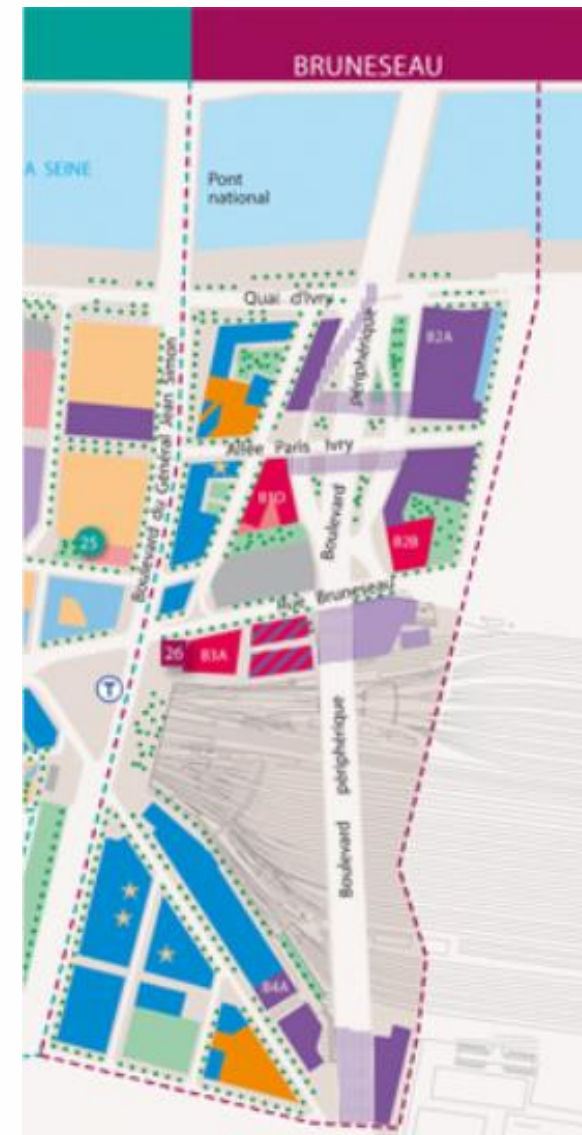 BRUNESEAU
A SEINE
Pont
national
Quai d'Ivry
Périphérique
B2A
Boulevard du Général Jean Simon
Allée Paris Ivry
B1D
25
Boulevard
B2B
Rue Bruneseau
26
B3A
T
Boulevard périphérique
B4A